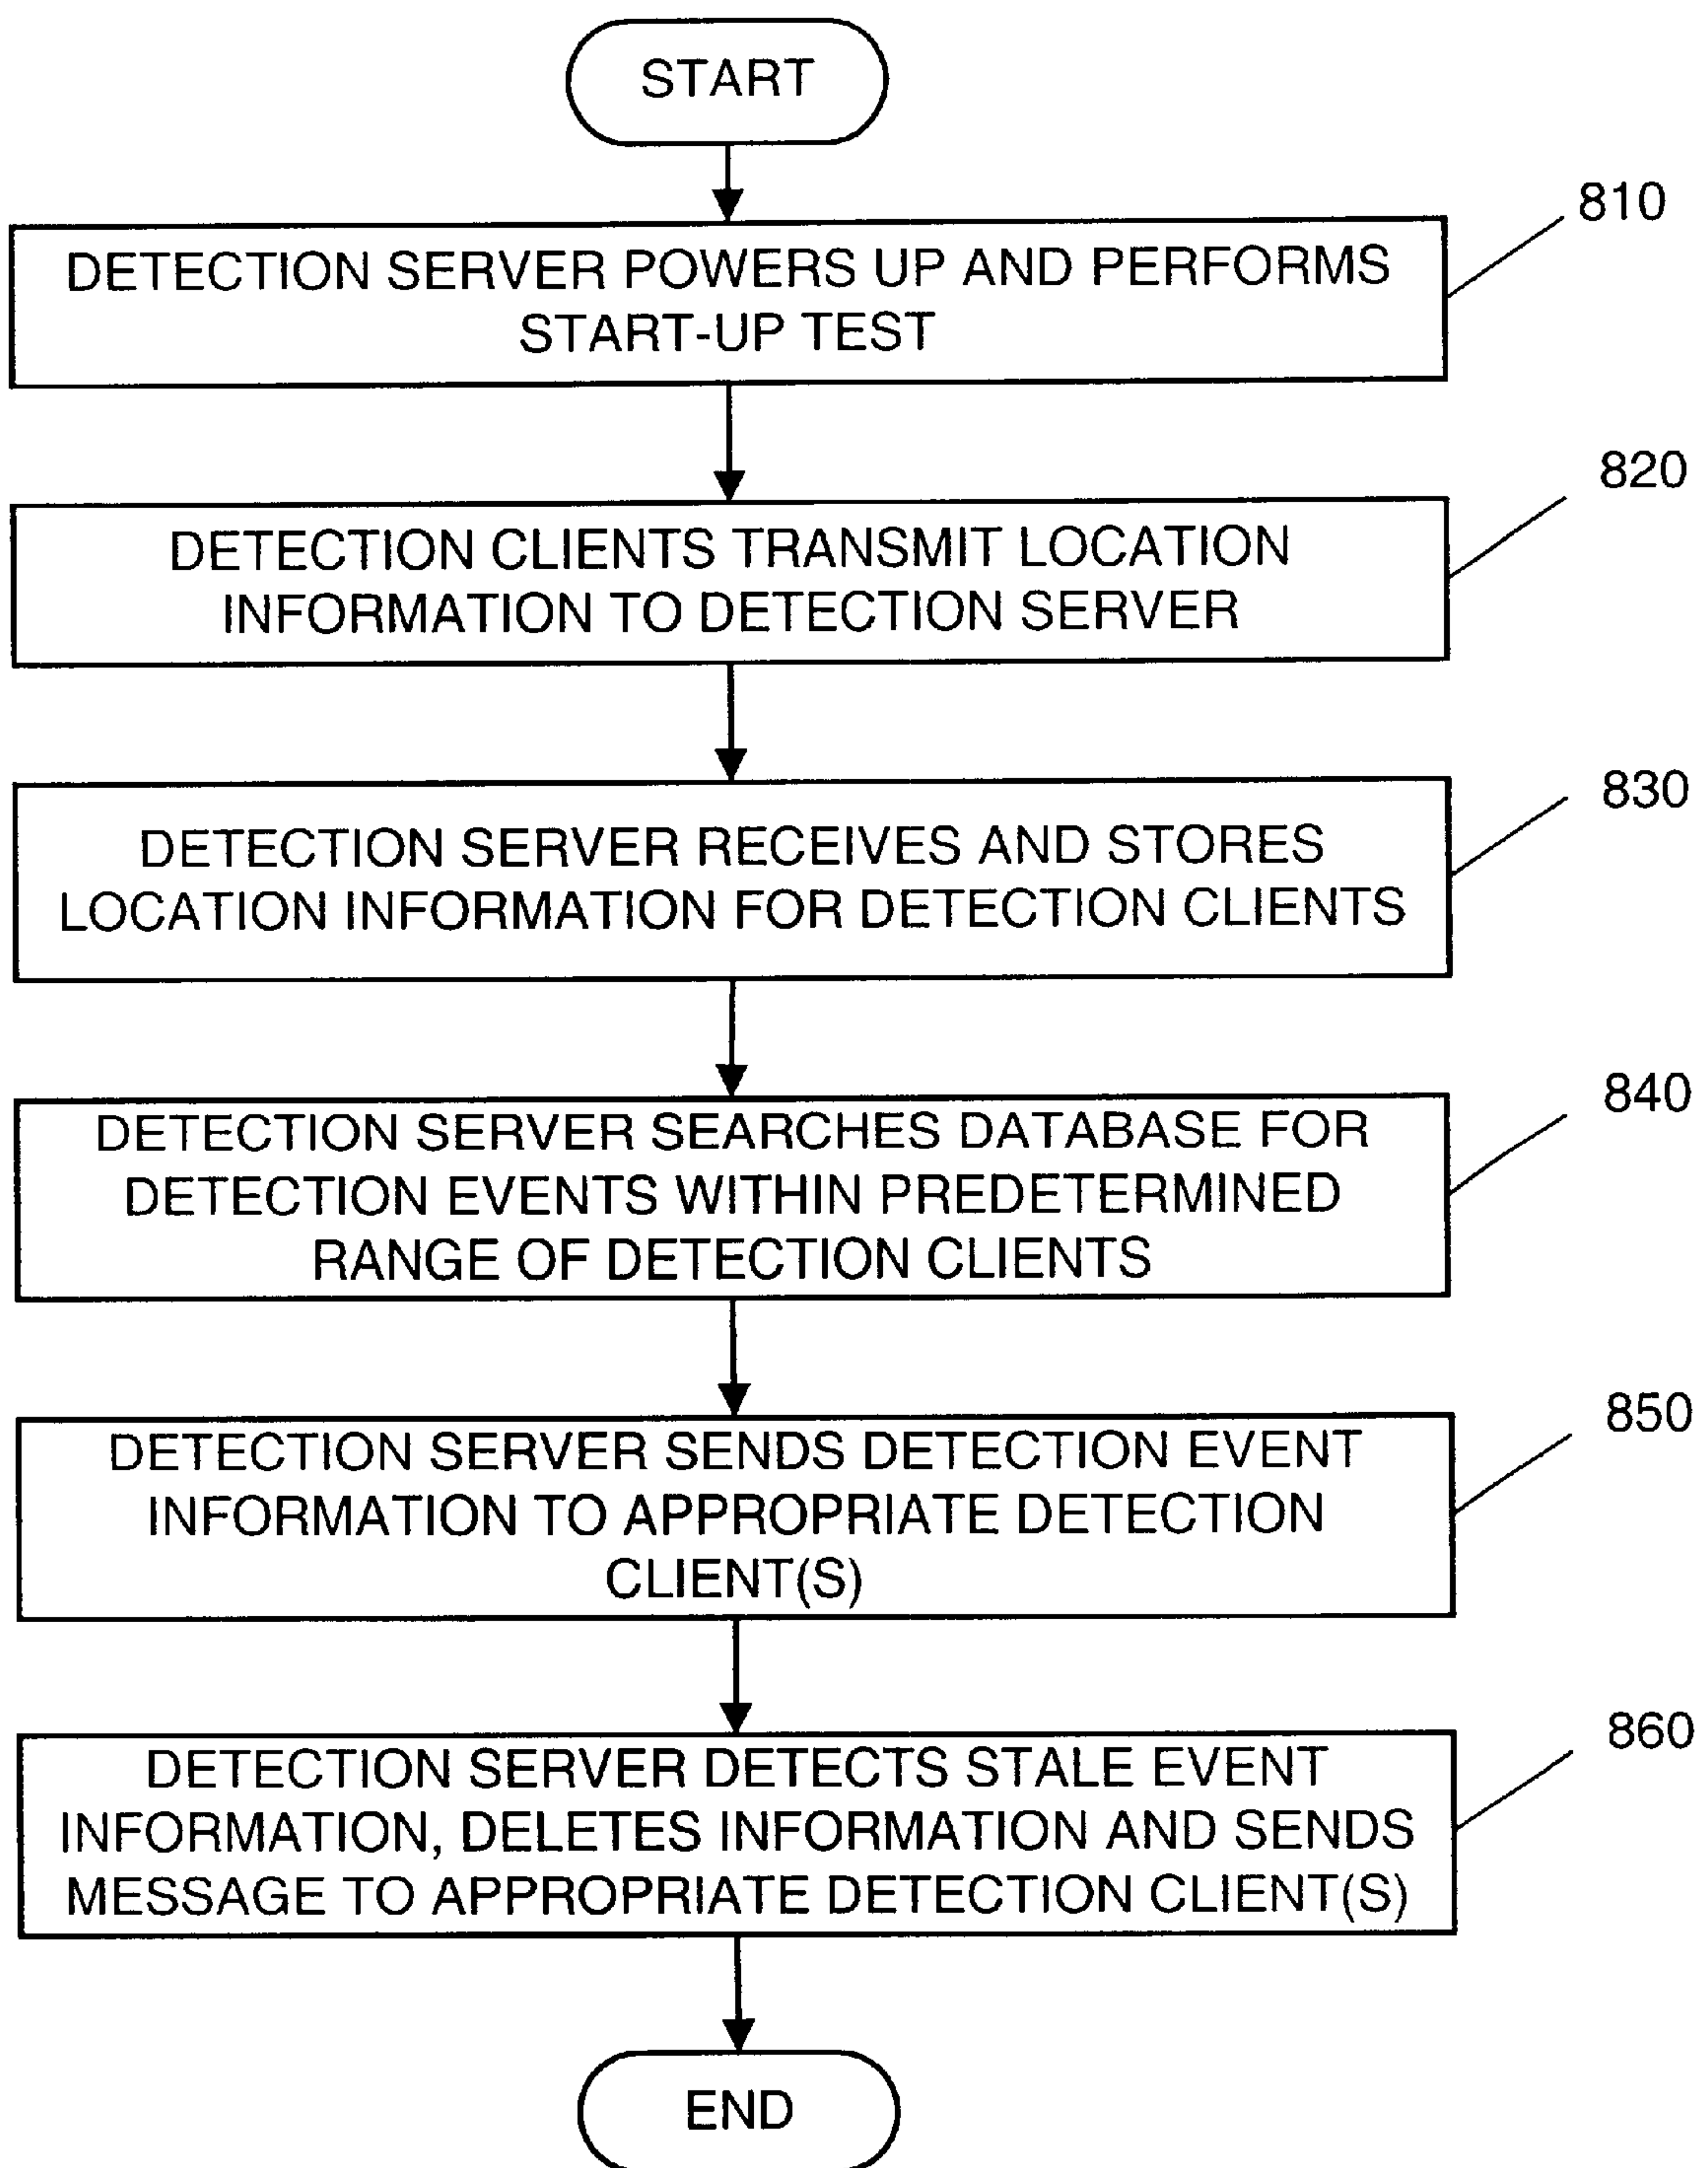 START
810
DETECTION SERVER POWERS UP AND PERFORMS
START-UP TEST
820
DETECTION CLIENTS TRANSMIT LOCATION
INFORMATION TO DETECTION SERVER
830
DETECTION SERVER RECEIVES AND STORES
LOCATION INFORMATION FOR DETECTION CLIENTS
840
DETECTION SERVER SEARCHES DATABASE FOR
DETECTION EVENTS WITHIN PREDETERMINED
RANGE OF DETECTION CLIENTS
850
DETECTION SERVER SENDS DETECTION EVENT
INFORMATION TO APPROPRIATE DETECTION
CLIENT(S)
860
DETECTION SERVER DETECTS STALE EVENT
INFORMATION, DELETES INFORMATION AND SENDS
MESSAGE TO APPROPRIATE DETECTION CLIENT(S)
END